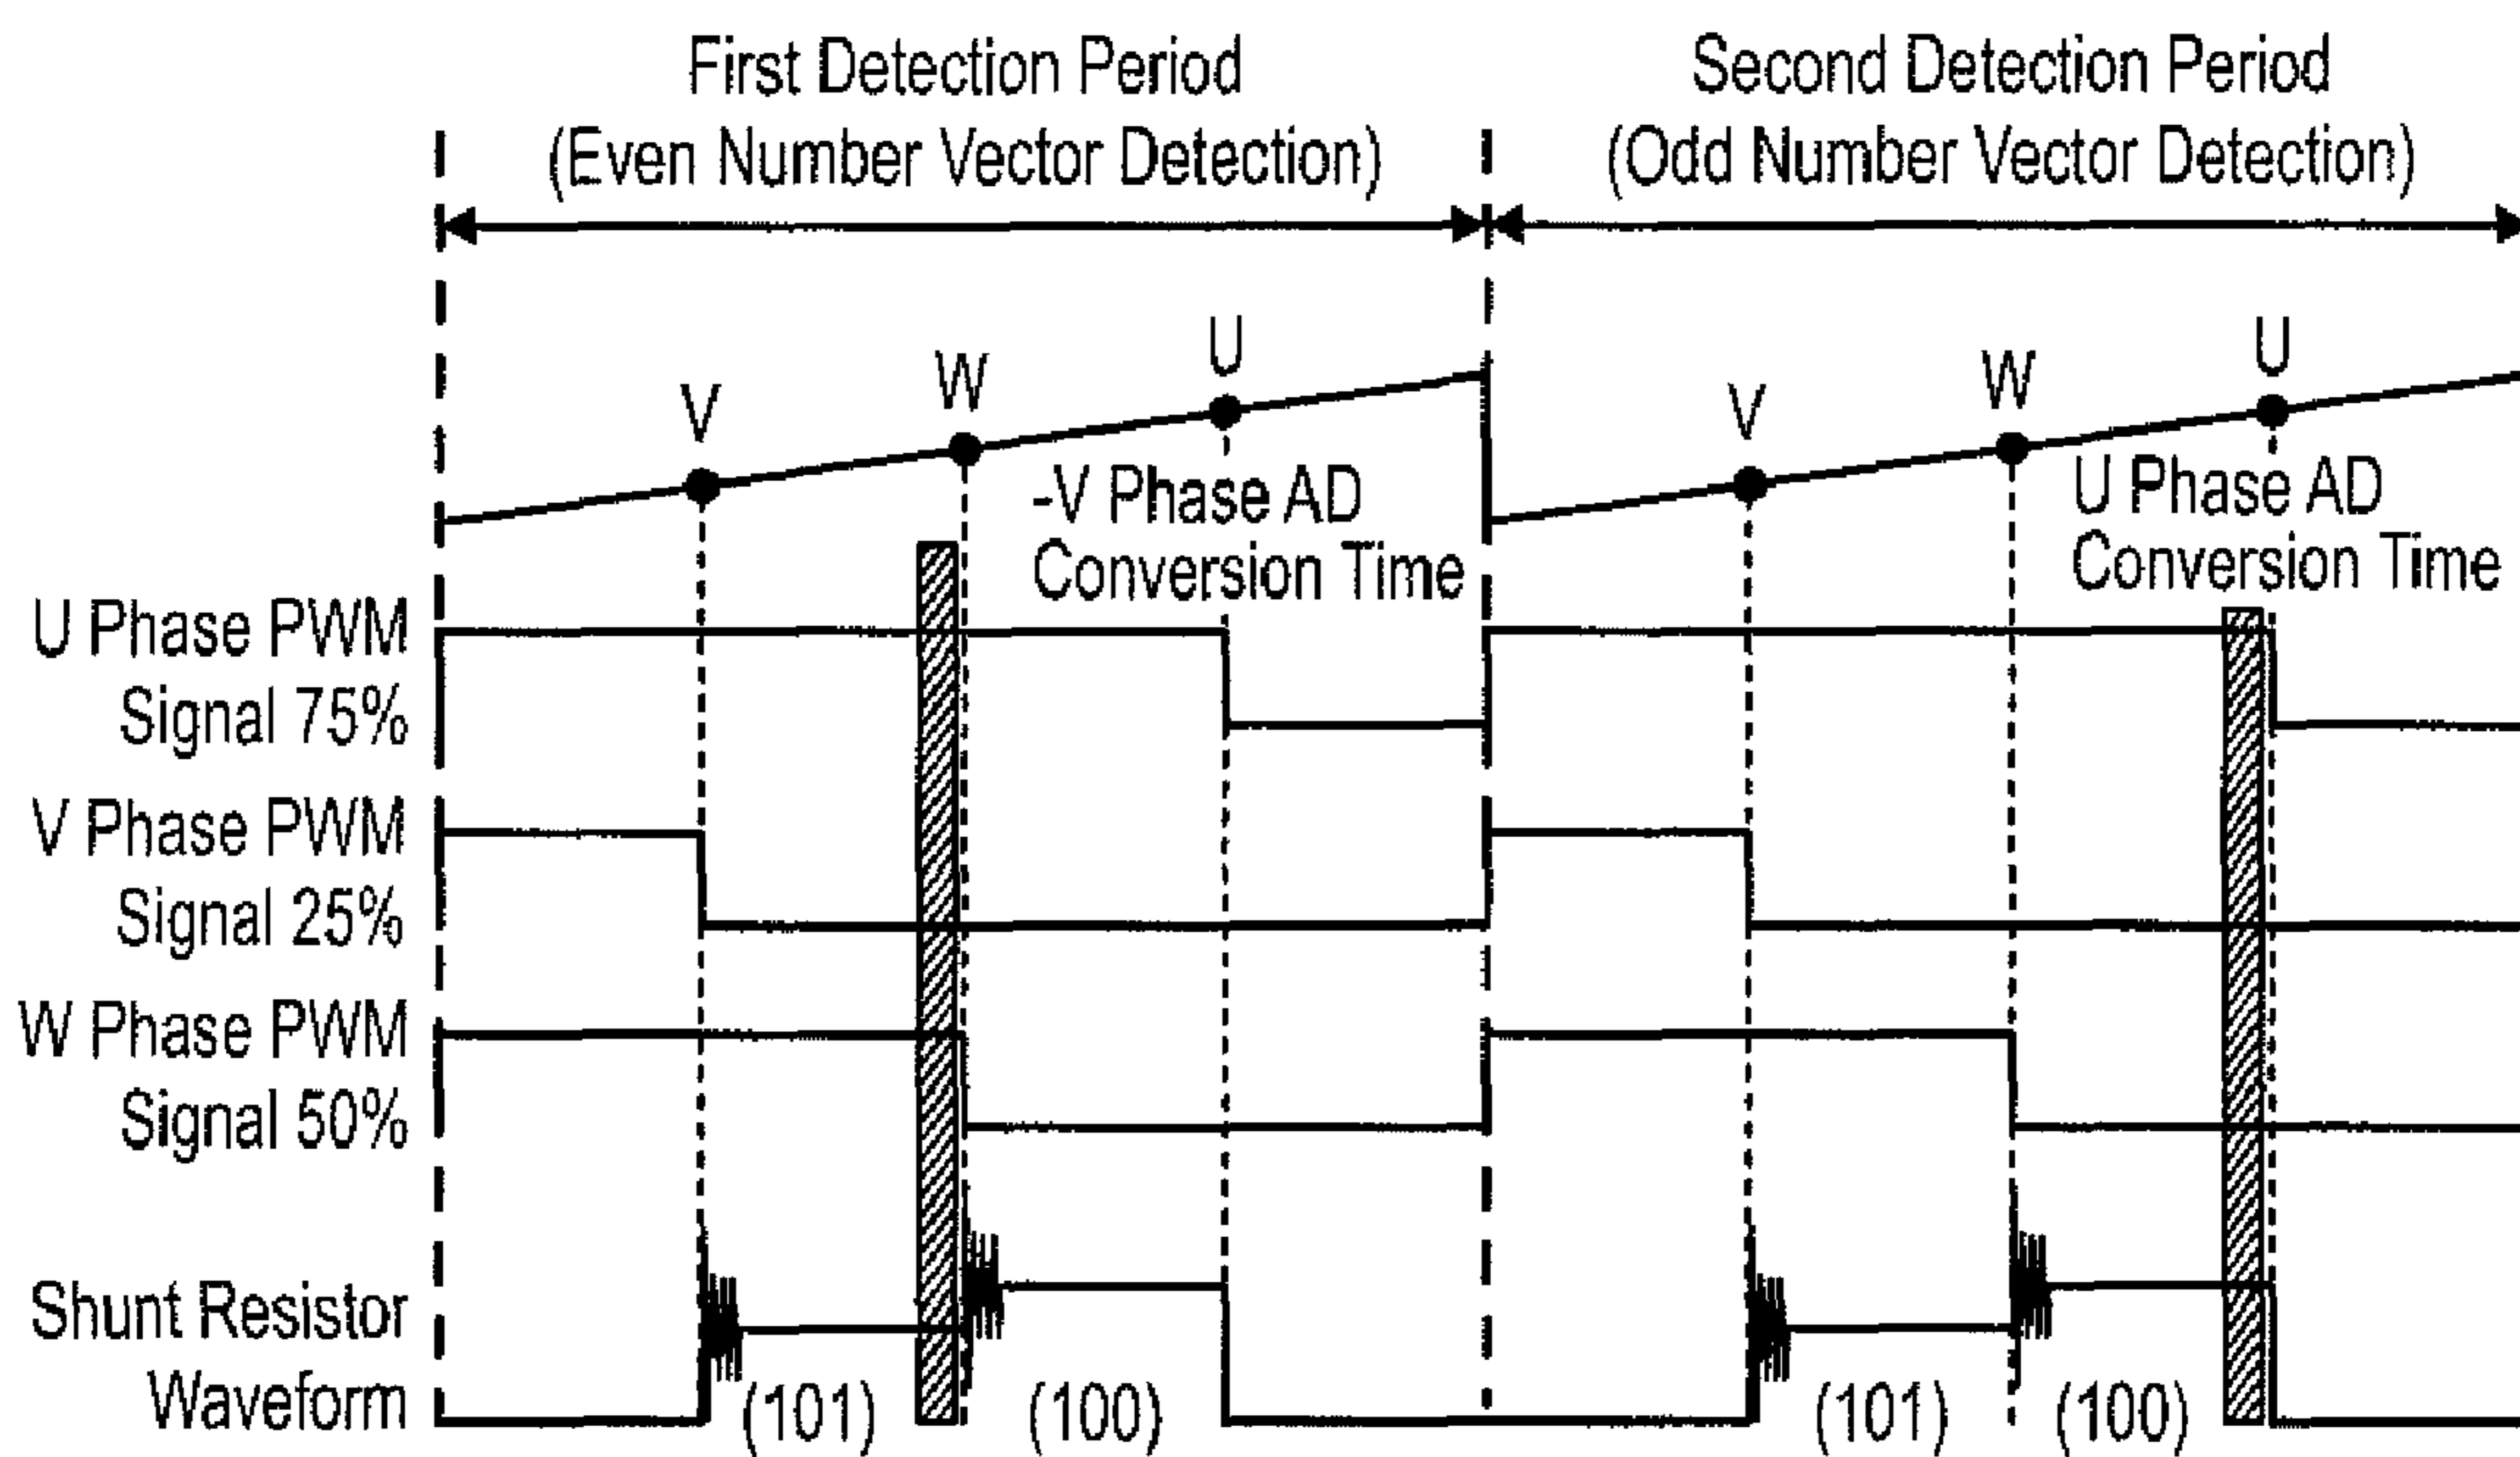 First Detection Period
(Even Number Vector Detection)
Second Detection Period
(Odd Number Vector Detection)
V
W
U
V
W
U
-V Phase AD
Conversion Time
U Phase AD
Conversion Time
U Phase PWM
Signal 75%
V Phase PWM
Signal 25%
W Phase PWM
Signal 50%
Shunt Resistor
Waveform
(101)
(100)
(101)
(100)